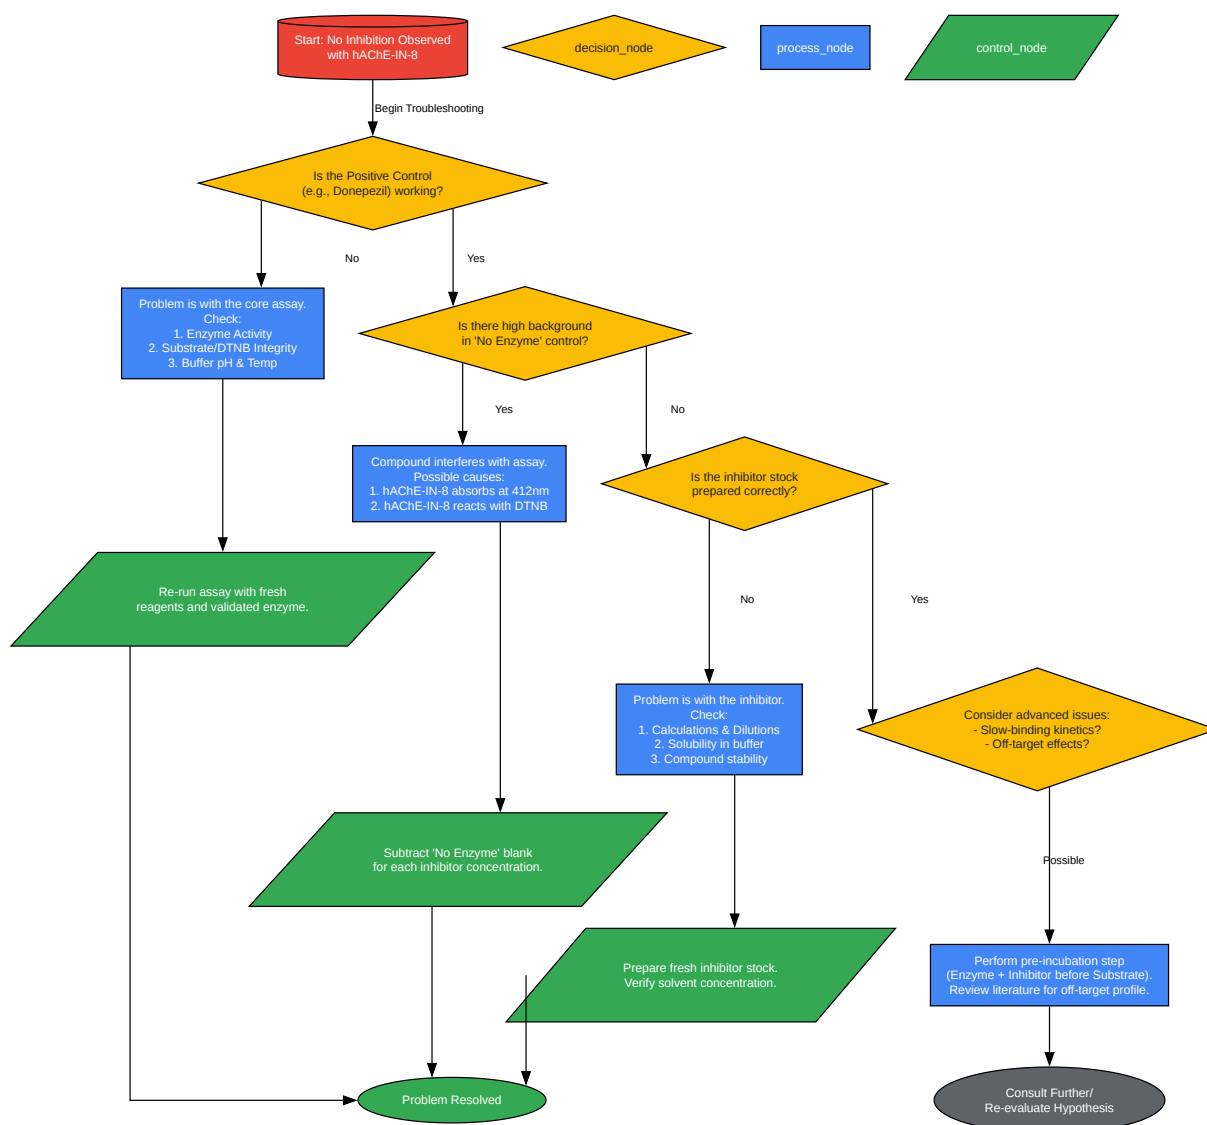 Start: No Inhibition Observed
with hAChE-IN-8
decision_node
process_node
control_node
Begin Troubleshooting
Is the Positive Control
(e.g., Donepezil) working?
No
Yes
Problem is with the core assay.
Check:
1. Enzyme Activity
2. Substrate/DTNB Integrity
3. Buffer pH & Temp
Is there high background
in 'No Enzyme' control?
Yes
No
Compound interferes with assay.
Possible causes:
1. hAChE-IN-8 absorbs at 412nm
2. hAChE-IN-8 reacts with DTNB
Is the inhibitor stock
prepared correctly?
Re-run assay with fresh
reagents and validated enzyme.
No
Yes
Problem is with the inhibitor.
Check:
1. Calculations & Dilutions
2. Solubility in buffer
3. Compound stability
Consider advanced issues:
- Slow-binding kinetics?
- Off-target effects?
Subtract 'No Enzyme' blank
for each inhibitor concentration.
Possible
Prepare fresh inhibitor stock.
Verify solvent concentration.
Perform pre-incubation step
(Enzyme + Inhibitor before Substrate).
Review literature for off-target profile.
Problem Resolved
Consult Further/
Re-evaluate Hypothesis